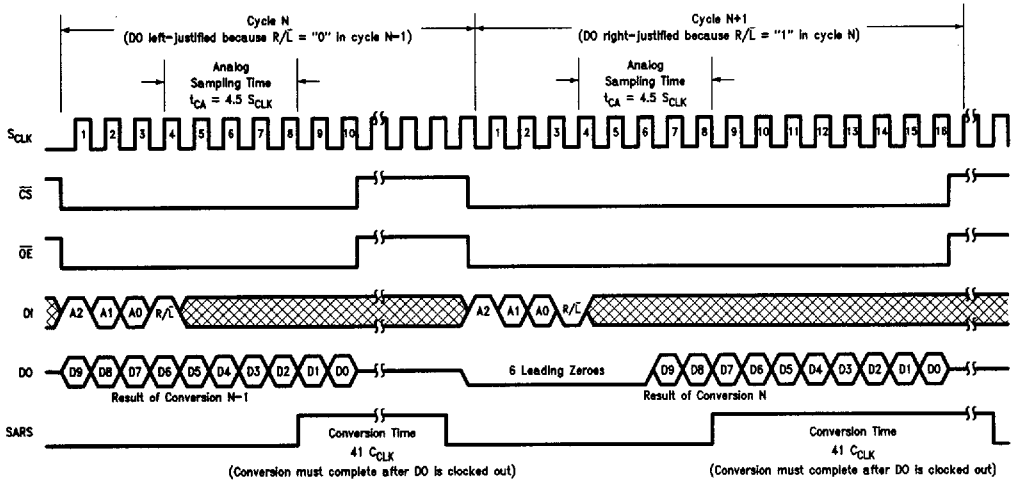 Cycle N
(DO left-justified because R/L̅ = "0" in cycle N-1)
Cycle N+1
(DO right-justified because R/L̅ = "1" in cycle N)
Analog
Sampling Time
tCA = 4.5 SCLK
Analog
Sampling Time
tCA = 4.5 SCLK
SCLK 1 2 3 4 5 6 7 8 9 10 1 2 3 4 5 6 7 8 9 10 11 12 13 14 15 16
C̅S̅
O̅E̅
DI A2 A1 A0 R/L̅ A2 A1 A0 R/L̅
DO D9 D8 D7 D6 D5 D4 D3 D2 D1 D0 6 Leading Zeroes D9 D8 D7 D6 D5 D4 D3 D2 D1 D0
Result of Conversion N-1
Result of Conversion N
SARS
Conversion Time
41 CCLK
(Conversion must complete after DO is clocked out)
Conversion Time
41 CCLK
(Conversion must complete after DO is clocked out)